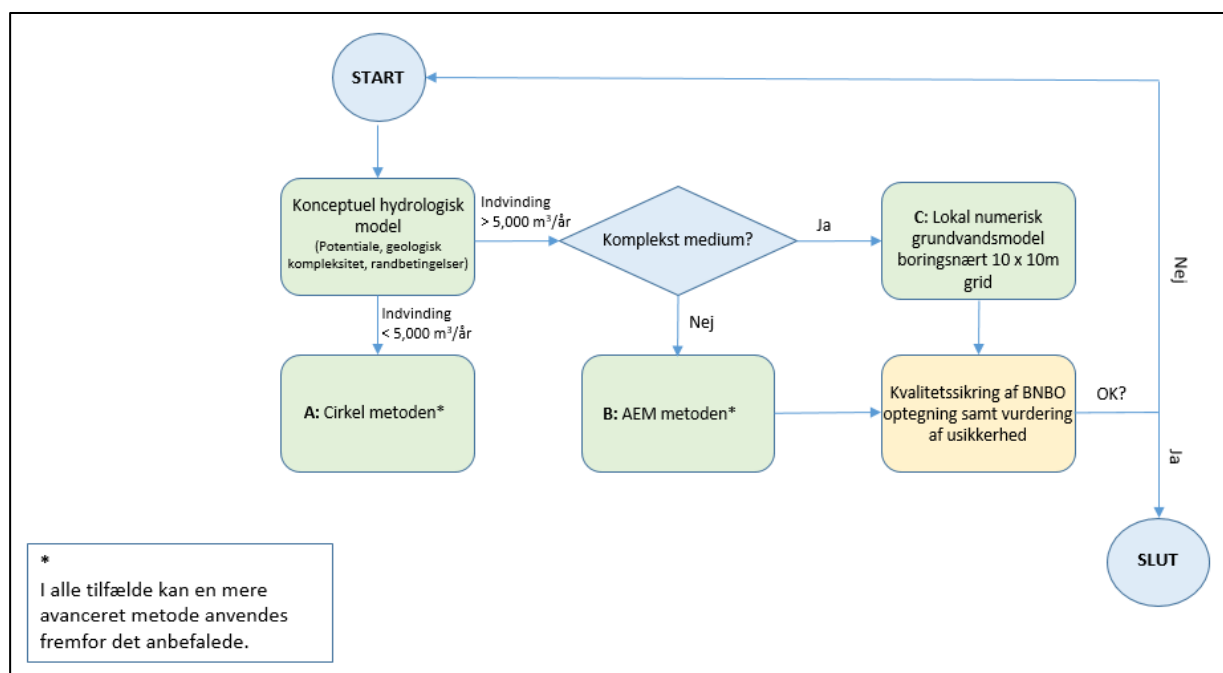 START
Konceptuel hydrologisk
model
(Potentiale, geologisk
kompleksitet, randbetingelser)
Indvinding
> 5,000 m³/år
Komplekst medium?
Ja
C: Lokal numerisk
grundvandsmodel
boringsnært 10 x 10m
grid
Nej
Indvinding
< 5,000 m³/år
Nej
A: Cirkel metoden*
B: AEM metoden*
Kvalitetssikring af BNBO
optegning samt vurdering
af usikkerhed
OK?
Ja
SLUT
*
I alle tilfælde kan en mere
avanceret metode anvendes
fremfor det anbefalede.